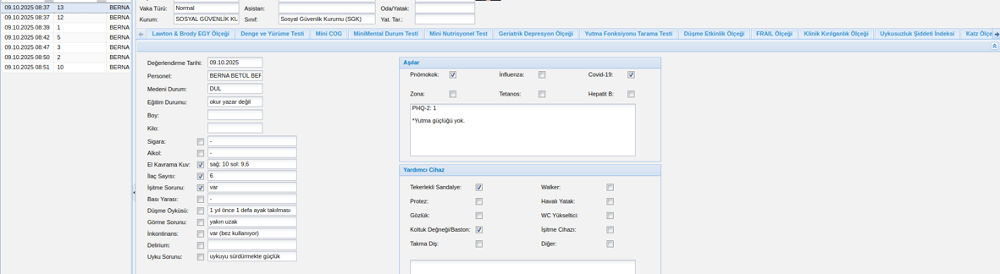 09.10.2025 08:37 13 BERNA
09.10.2025 08:37 12 BERNA
09.10.2025 08:39 1 BERNA
09.10.2025 08:42 5 BERNA
09.10.2025 08:47 3 BERNA
09.10.2025 08:50 2 BERNA
09.10.2025 08:51 10 BERNA
Vaka Türü: Normal Asistan: Oda/Yatak:
Kurum: SOSYAL GÜVENLİK KU Sınıf: Sosyal Güvenlik Kurumu (SGK) Yat. Tar.:
Lawton & Brody EGY Ölçeği Denge ve Yürüme Testi Mini COG MiniMental Durum Testi Mini Nutrisyonel Test Geriatrik Depresyon Ölçeği Yutma Fonksiyonu Tarama Testi Düşme Etkinlik Ölçeği FRAIL Ölçeği Klinik Kırılganlık Ölçeği Uykusuzluk Şiddeti İndeksi Katz Ölçe
Değerlendirme Tarihi: 09.10.2025
Personel: BERNA BETÜL BER
Medeni Durum: DUL
Eğitim Durumu: okur yazar değil
Boy:
Kilo:
Sigara: -
Alkol: -
El Kavrama Kuv: sağ: 10 sol: 9,6
İlaç Sayısı: 6
İşitme Sorunu: var
Bası Yarası: -
Düşme Öyküsü: 1 yıl önce 1 defa ayak takılması
Görme Sorunu: yakın uzak
İnkontinans: var (bez kullanıyor)
Delirium:
Uyku Sorunu: uykuyu sürdürmekte güçlük
Aşılar
Pnömokok: İnfluenza: Covid-19:
Zona: Tetanos: Hepatit B:
PHQ-2: 1
*Yutma güçlüğü yok.
Yardımcı Cihaz
Tekerlekli Sandalye: Walker:
Protez: Havalı Yatak:
Gözlük: WC Yükseltici:
Koltuk Değneği/Baston: İşitme Cihazı:
Takma Diş: Diğer: